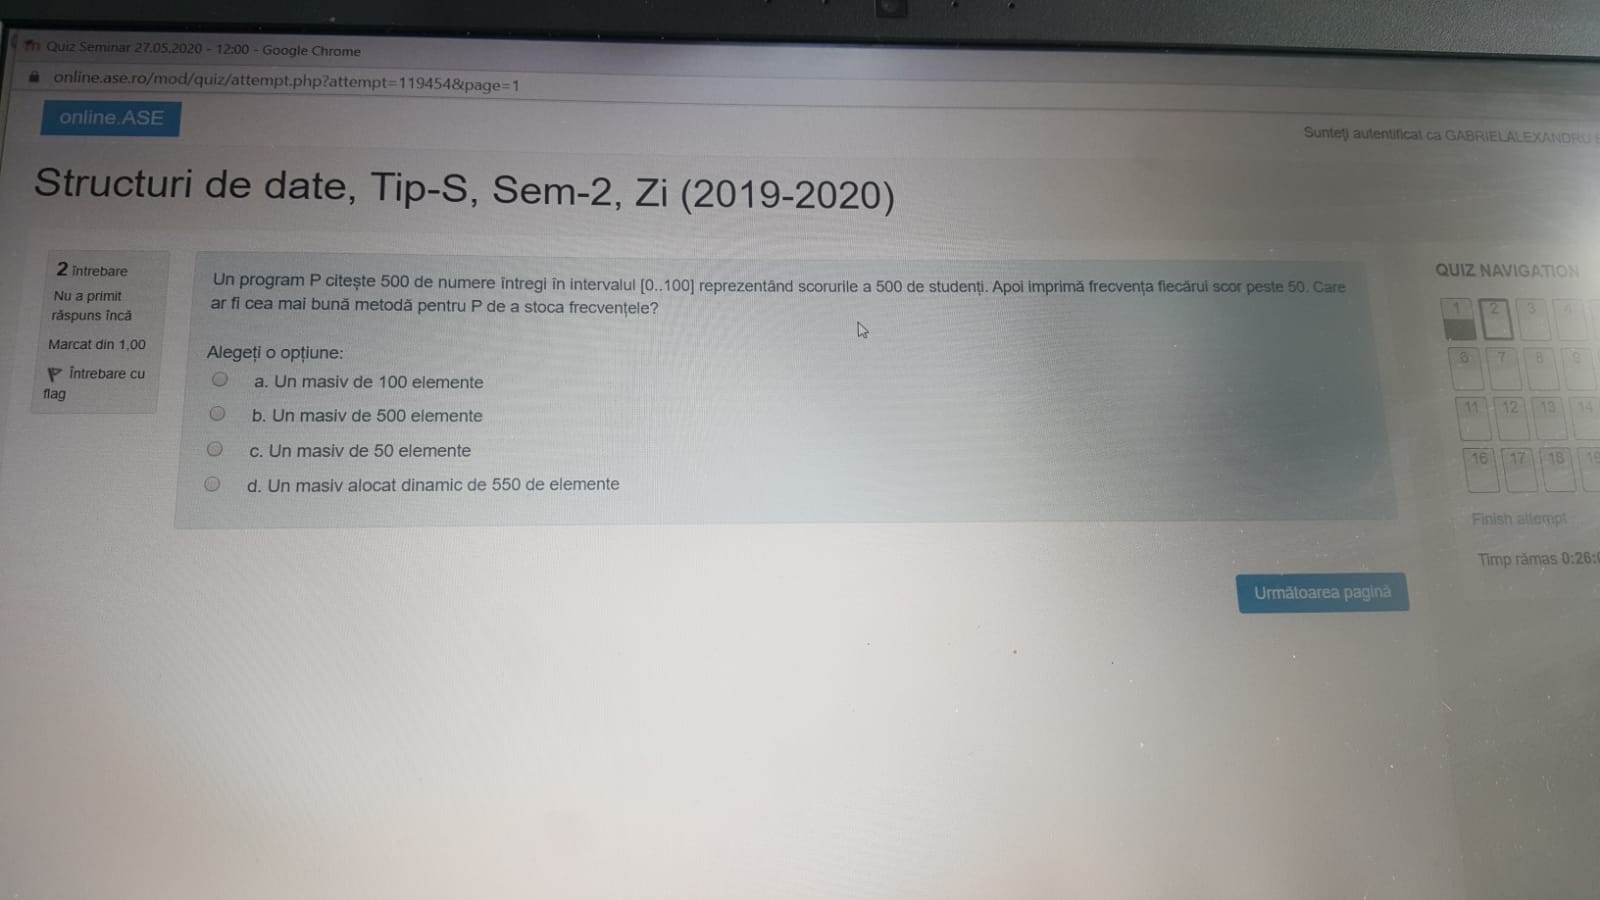 Quiz Seminar 27.05.2020 - 12:00 - Google Chrome
online.ase.ro/mod/quiz/attempt.php?attempt=119454&page=1
online.ASE
Sunteți autentificat ca GABRIELALEXANDRU
Structuri de date, Tip-S, Sem-2, Zi (2019-2020)
2 întrebare
Nu a primit
răspuns încă
Marcat din 1,00
Întrebare cu
flag
Un program P citește 500 de numere întregi în intervalul [0..100] reprezentând scorurile a 500 de studenți. Apoi imprimă frecvența fiecărui scor peste 50. Care
ar fi cea mai bună metodă pentru P de a stoca frecvențele?
Alegeți o opțiune:
a. Un masiv de 100 elemente
b. Un masiv de 500 elemente
c. Un masiv de 50 elemente
d. Un masiv alocat dinamic de 550 de elemente
Următoarea pagină
QUIZ NAVIGATION
1 2 3 4
6 7 8 9
11 12 13 14
16 17 18 19
Finish attempt ...
Timp rămas 0:26: